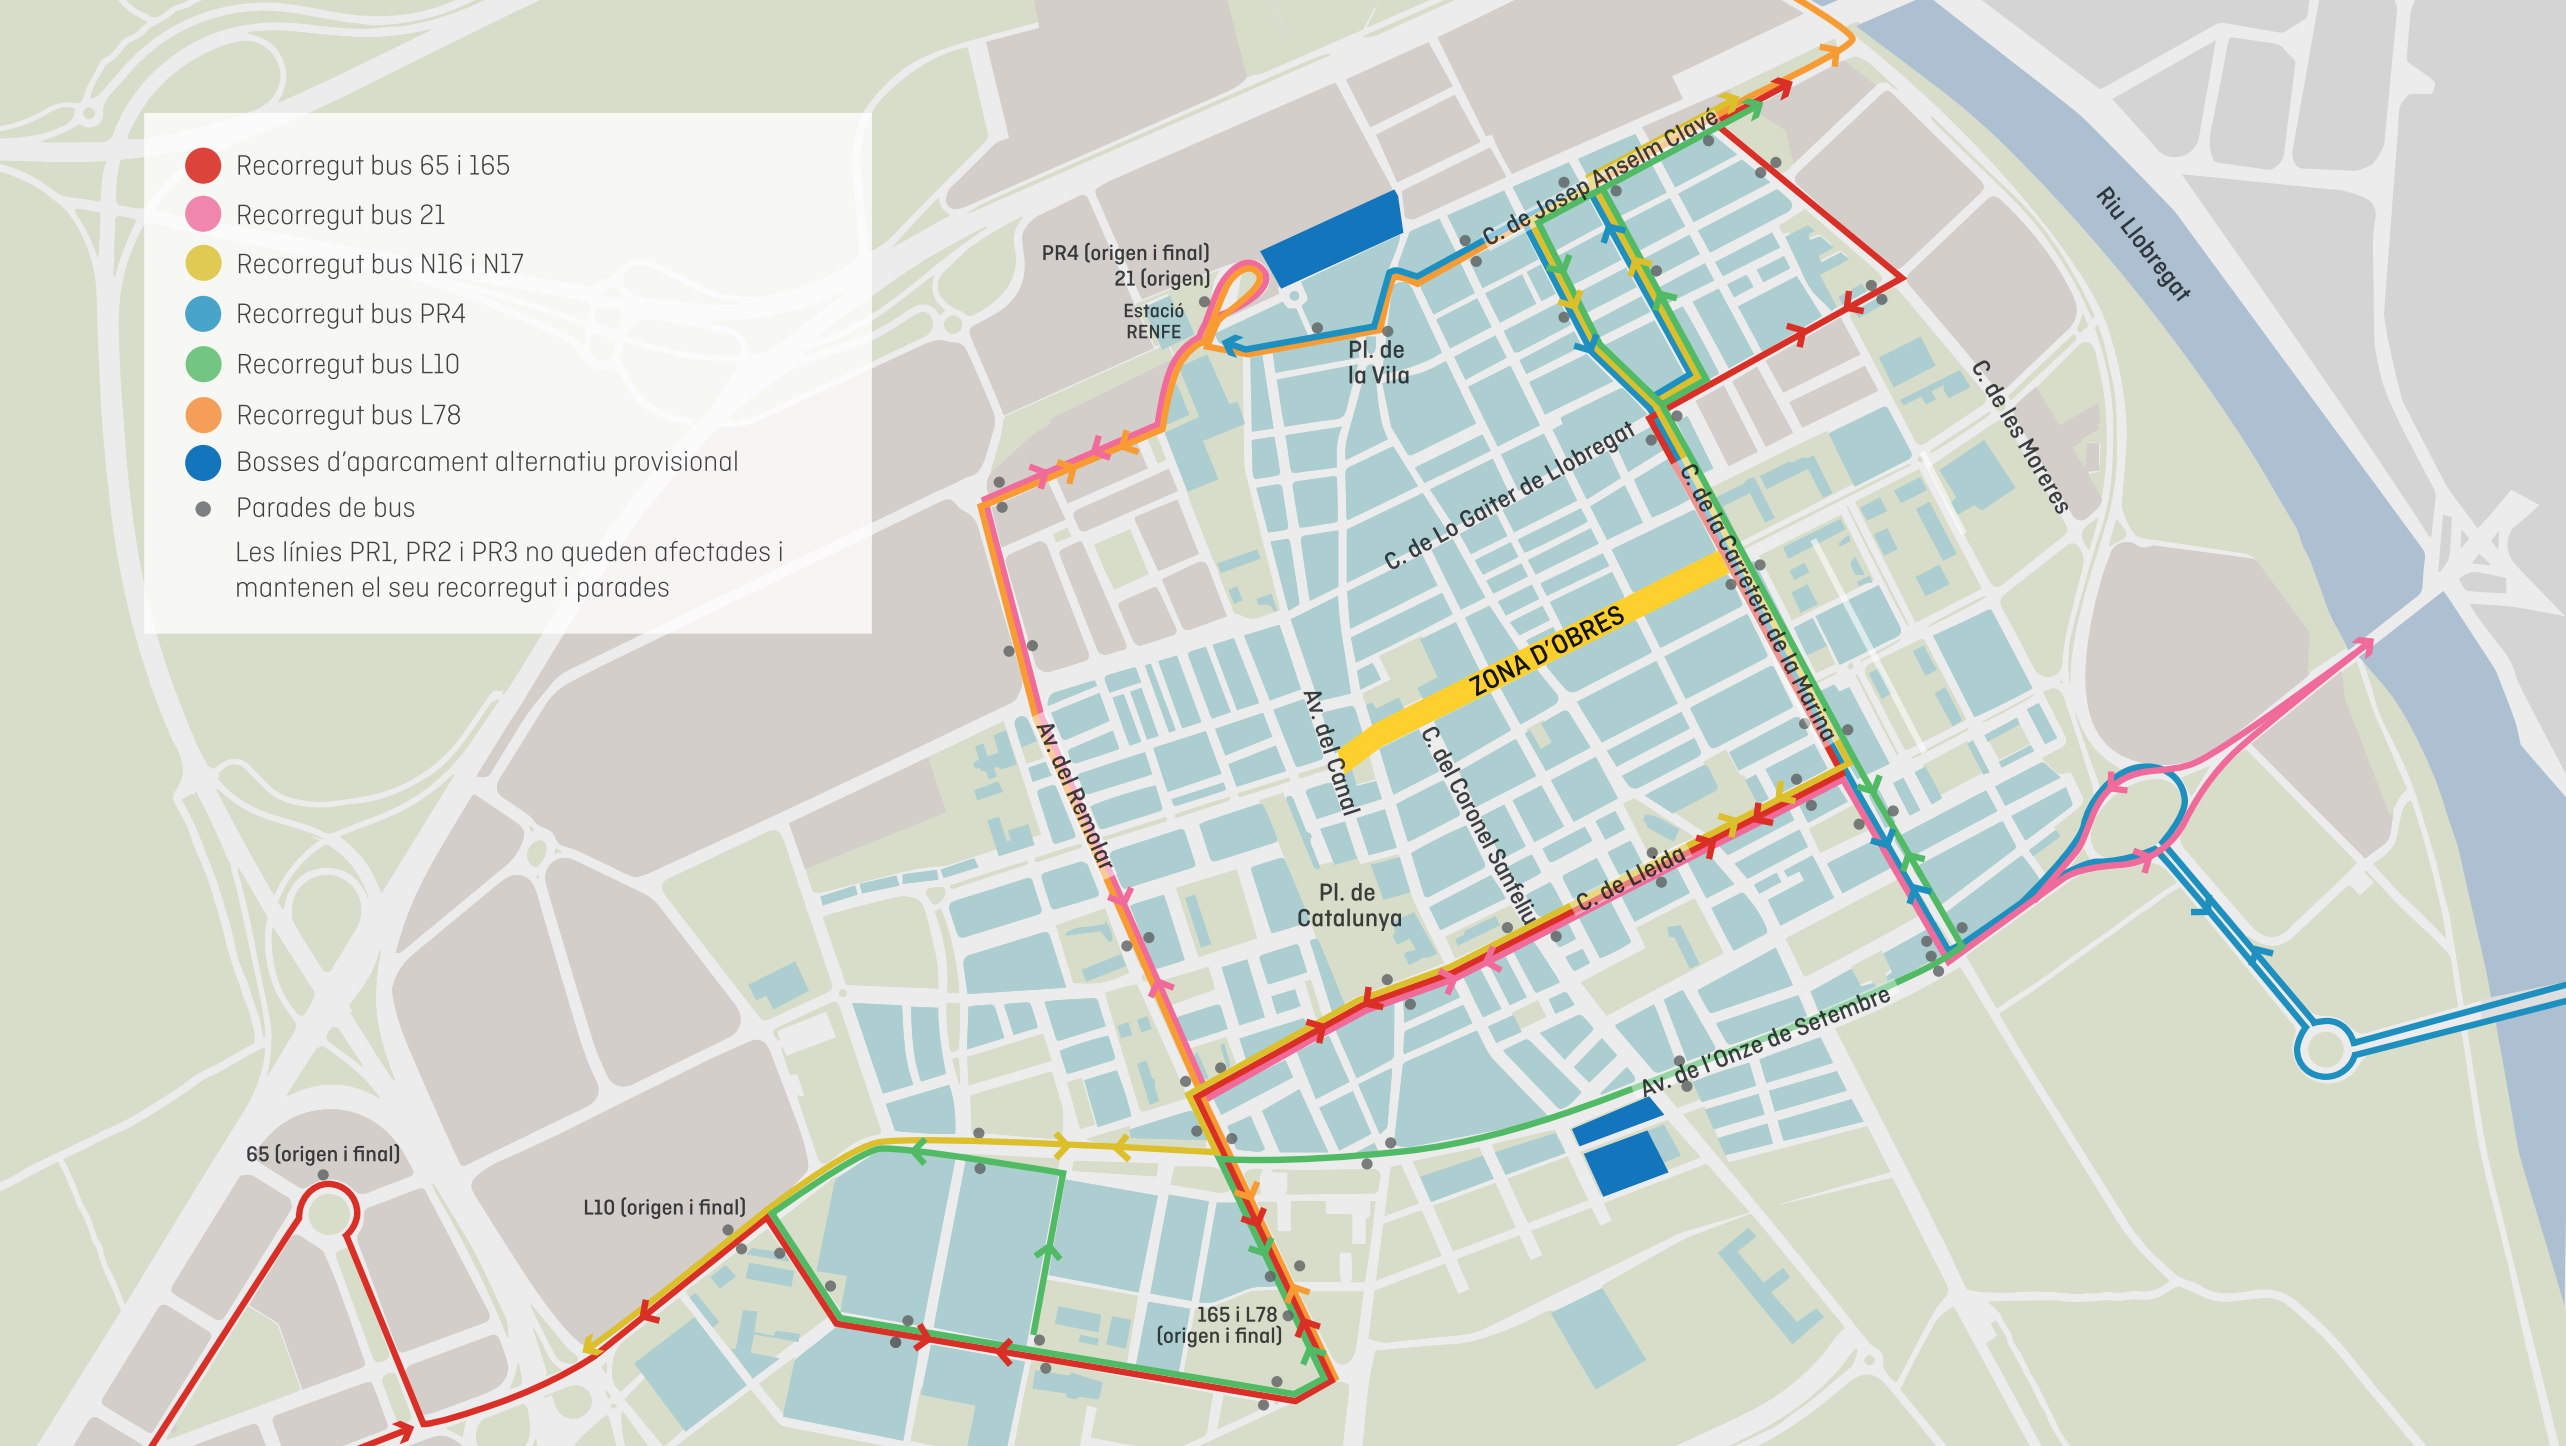 Recorregut bus 65 i 165
Recorregut bus 21
Recorregut bus N16 i N17
Recorregut bus PR4
Recorregut bus L10
Recorregut bus L78
Bosses d'aparcament alternatiu provisional
Parades de bus
Les línies PR1, PR2 i PR3 no queden afectades i
mantenen el seu recorregut i parades
C. de Josep Anselm Clavé
Riu Llobregat
PR4 (origen i final)
21 (origen)
Estació
RENFE
Pl. de
la Vila
C. de les Moreres
C. de Lo Gaiter de Llobregat
C. de la Carretera de la Marina
ZONA D'OBRES
Av. del Canal
Av. del Remolar
C. del Coronel Sanfeliu
C. de Lleida
Pl. de
Catalunya
Av. de l'Onze de Setembre
65 (origen i final)
L10 (origen i final)
165 i L78
(origen i final)